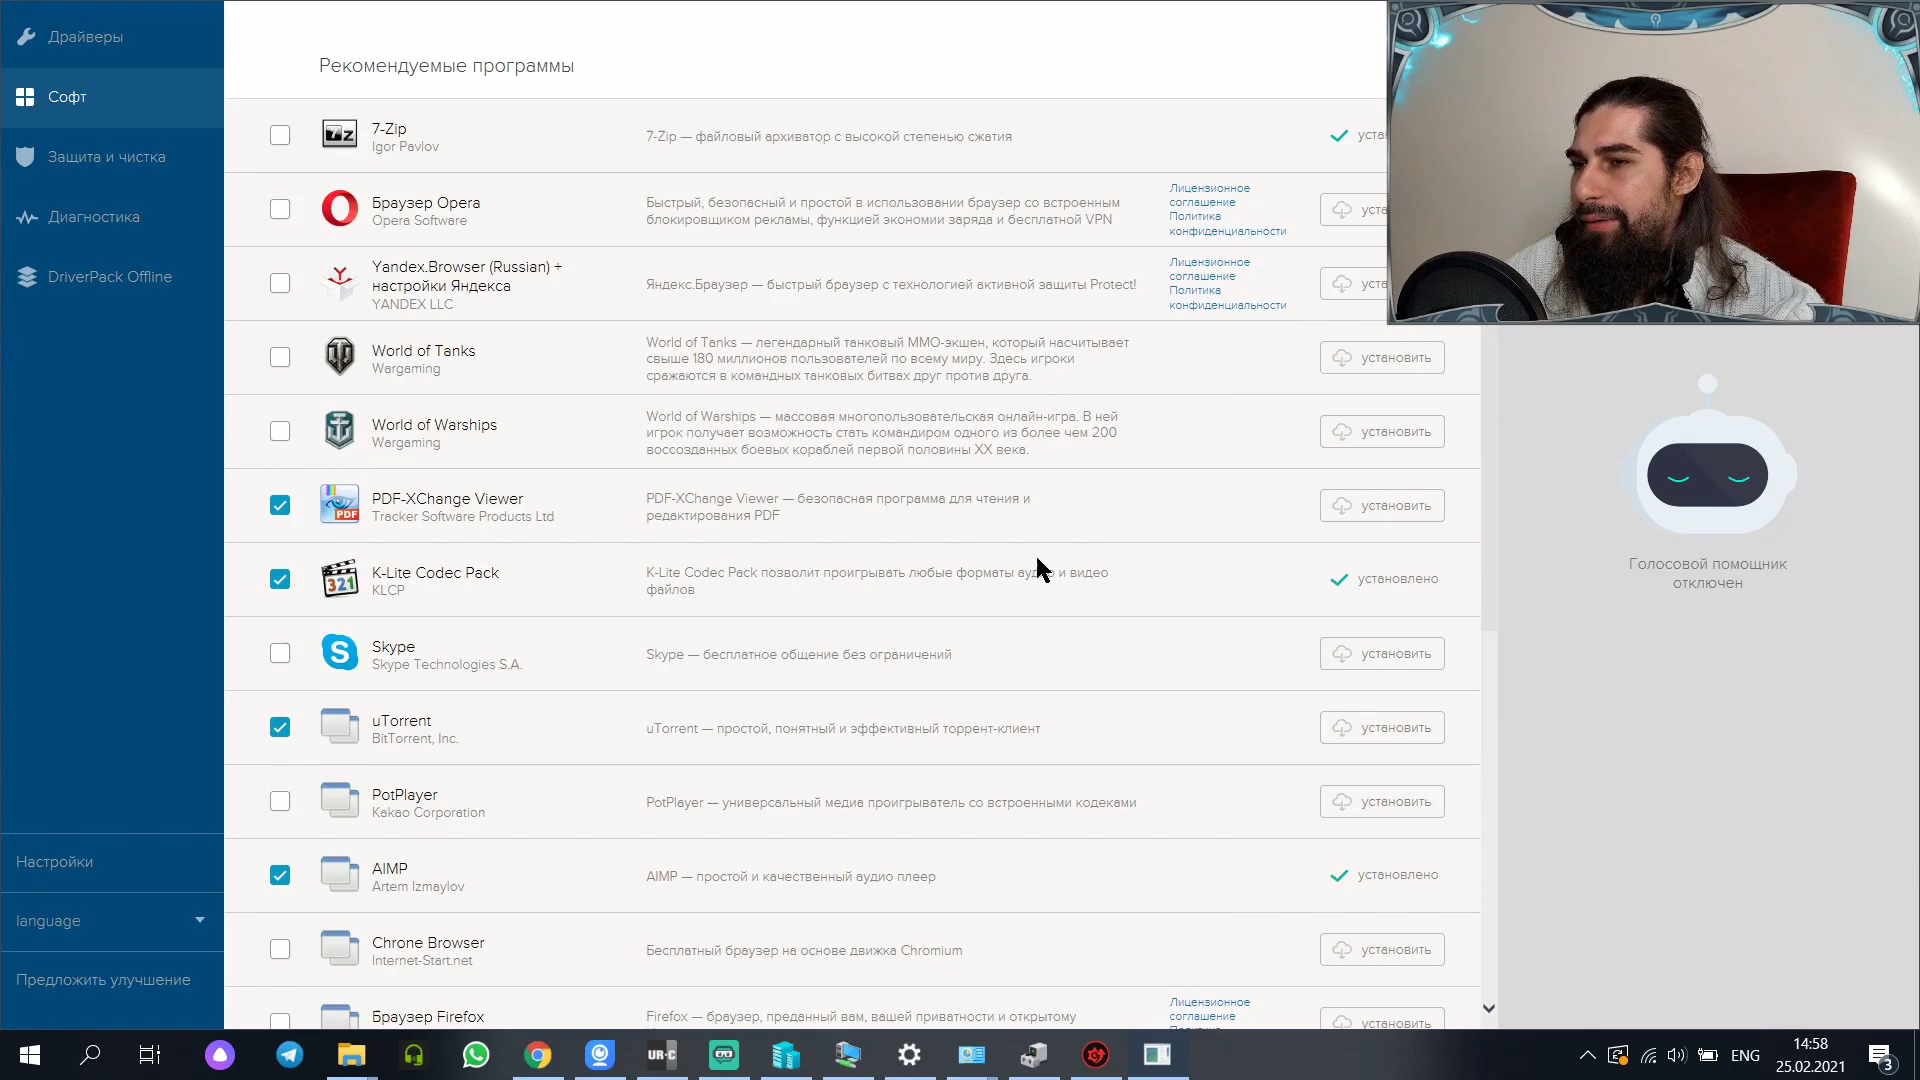 Драйверы
Софт
Защита и чистка
Диагностика
DriverPack Offline
Настройки
language
Предложить улучшение
Рекомендуемые программы
7-Zip
Igor Pavlov
7-Zip — файловый архиватор с высокой степенью сжатия
уста
Браузер Opera
Opera Software
Быстрый, безопасный и простой в использовании браузер со встроенным
блокировщиком рекламы, функцией экономии заряда и бесплатной VPN
Лицензионное
соглашение
Политика
конфиденциальности
уста
Yandex.Browser (Russian) +
настройки Яндекса
YANDEX LLC
Яндекс.Браузер — быстрый браузер с технологией активной защиты Protect!
Лицензионное
соглашение
Политика
конфиденциальности
уста
World of Tanks
Wargaming
World of Tanks — легендарный танковый ММО-экшен, который насчитывает
свыше 180 миллионов пользователей по всему миру. Здесь игроки
сражаются в командных танковых битвах друг против друга.
установить
World of Warships
Wargaming
World of Warships — массовая многопользовательская онлайн-игра. В ней
игрок получает возможность стать командиром одного из более чем 200
воссозданных боевых кораблей первой половины XX века.
установить
PDF
PDF-XChange Viewer
Tracker Software Products Ltd
PDF-XChange Viewer — безопасная программа для чтения и
редактирования PDF
установить
321
K-Lite Codec Pack
KLCP
K-Lite Codec Pack позволит проигрывать любые форматы и видео
файлов
установлено
Skype
Skype Technologies S.A.
Skype — бесплатное общение без ограничений
установить
uTorrent
BitTorrent, Inc.
uTorrent — простой, понятный и эффективный торрент-клиент
установить
PotPlayer
Kakao Corporation
PotPlayer — универсальный медиа проигрыватель со встроенными кодеками
установить
AIMP
Artem Izmaylov
AIMP — простой и качественный аудио плеер
установлено
Chrone Browser
Internet-Start.net
Бесплатный браузер на основе движка Chromium
установить
Браузер Firefox
Firefox — браузер, преданный вам, вашей приватности и открытому
Лицензионное
соглашение
установить
Голосовой помощник
отключен
UR-C
ENG
14:58
25.02.2021
3